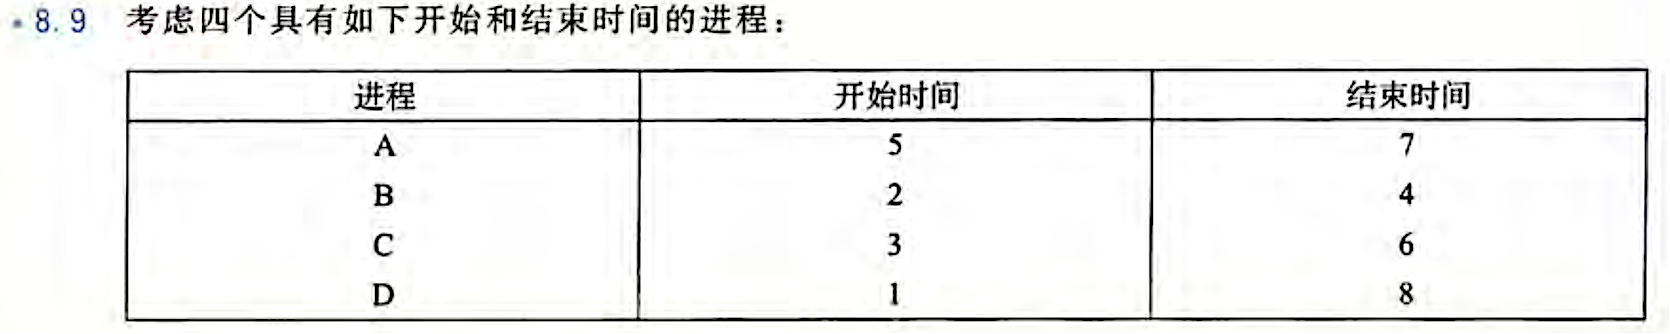 8.9 考虑四个具有如下开始和结束时间的进程：
进程 开始时间 结束时间
A 5 7
B 2 4
C 3 6
D 1 8